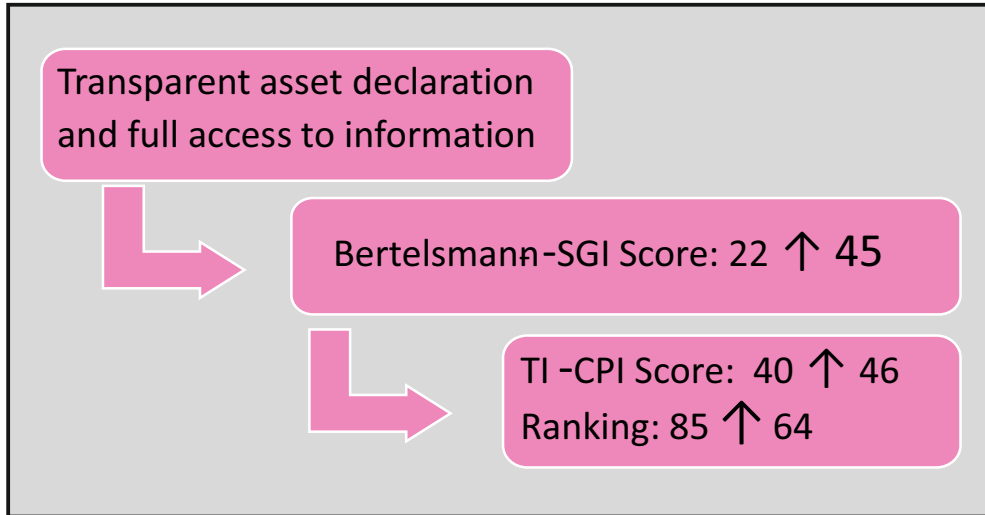 Transparent asset declaration
and full access to information
Bertelsmann-SGI Score: 22 ↑ 45
TI -CPI Score: 40 ↑ 46
Ranking: 85 ↑ 64